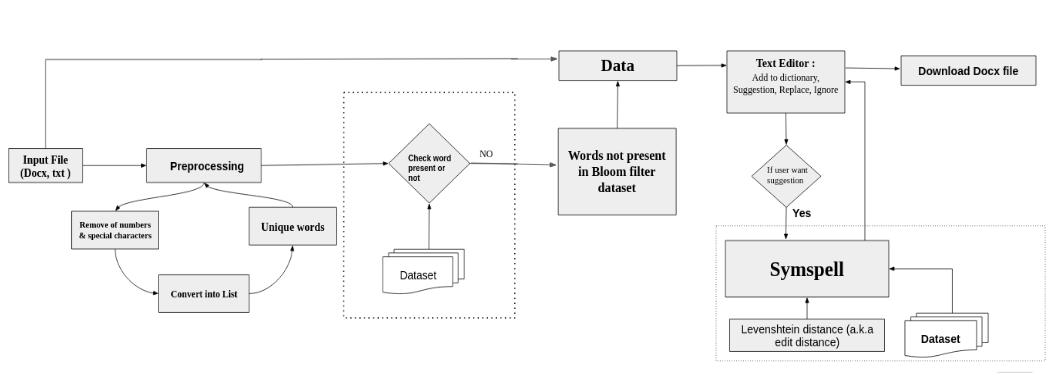 Data
Text Editor :
Add to dictionary,
Suggestion, Replace, Ignore
Download Docx file
Input File
(Docx, txt )
Preprocessing
Check word
present or
not
NO
Words not present
in Bloom filter
dataset
If user want
suggestion
Yes
Remove of numbers
& special characters
Unique words
Convert into List
Dataset
Symspell
Levenshtein distance (a.k.a
edit distance)
Dataset